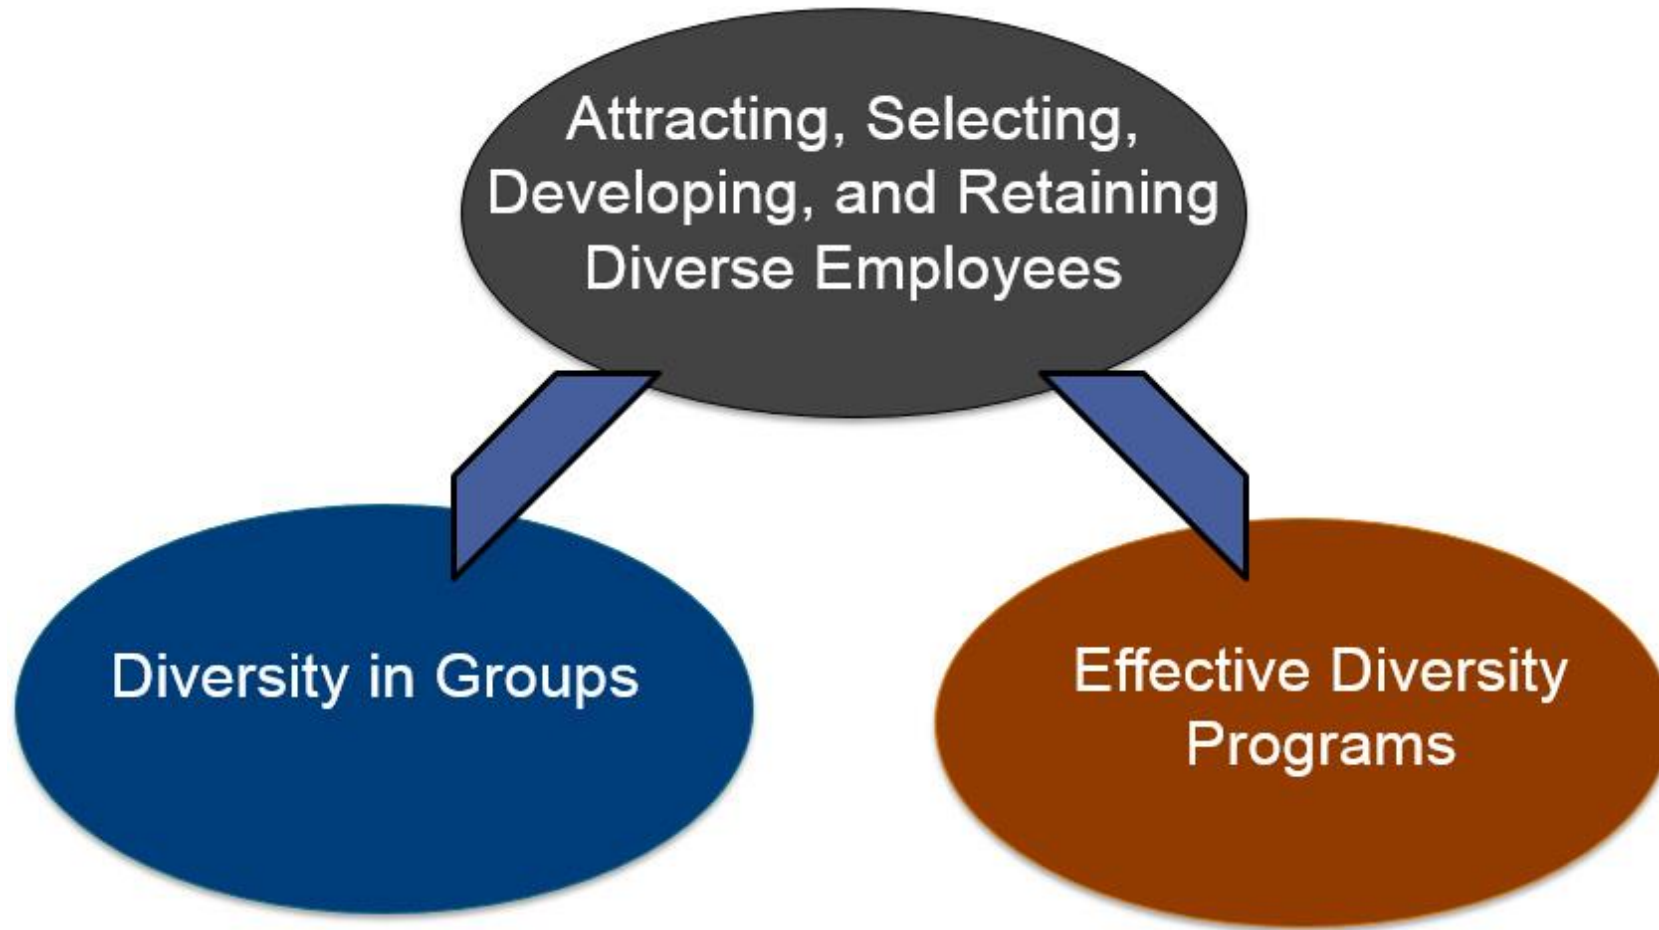 Attracting, Selecting,
Developing, and Retaining
Diverse Employees
Diversity in Groups
Effective Diversity
Programs